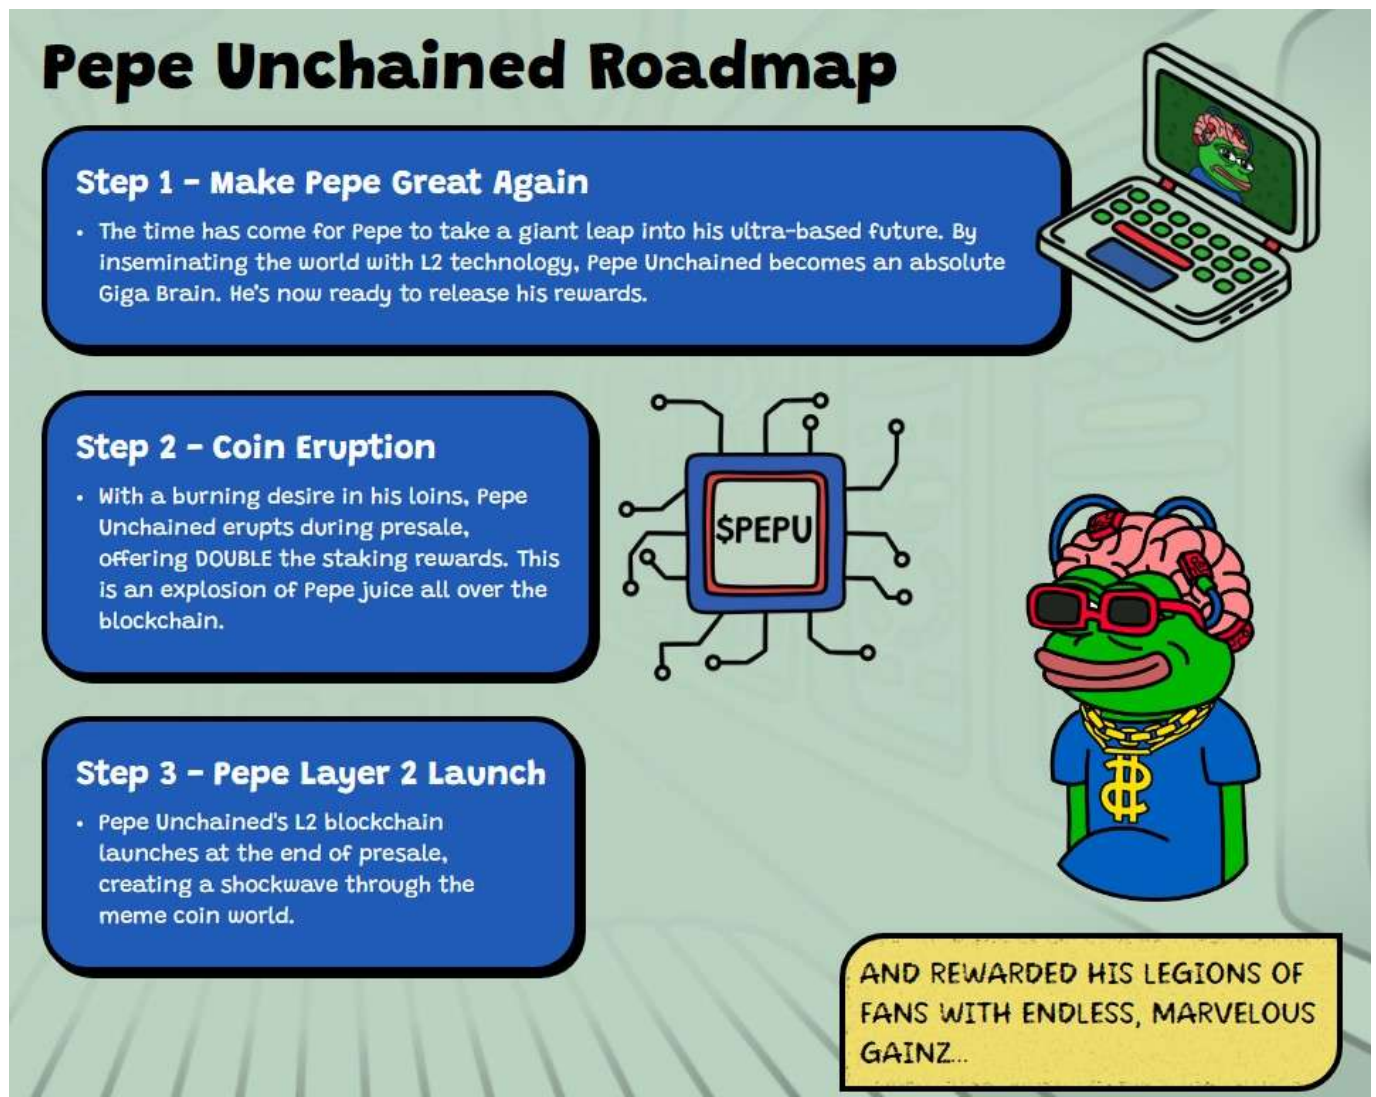 Pepe Unchained Roadmap
Step 1 - Make Pepe Great Again
• The time has come for Pepe to take a giant leap into his ultra-based future. By
inseminating the world with L2 technology, Pepe Unchained becomes an absolute
Giga Brain. He's now ready to release his rewards.
Step 2 - Coin Eruption
• With a burning desire in his loins, Pepe
Unchained erupts during presale,
offering DOUBLE the staking rewards. This
is an explosion of Pepe juice all over the
blockchain.
$PEPU
Step 3 - Pepe Layer 2 Launch
• Pepe Unchained's L2 blockchain
launches at the end of presale,
creating a shockwave through the
meme coin world.
AND REWARDED HIS LEGIONS OF
FANS WITH ENDLESS, MARVELOUS
GAINZ...